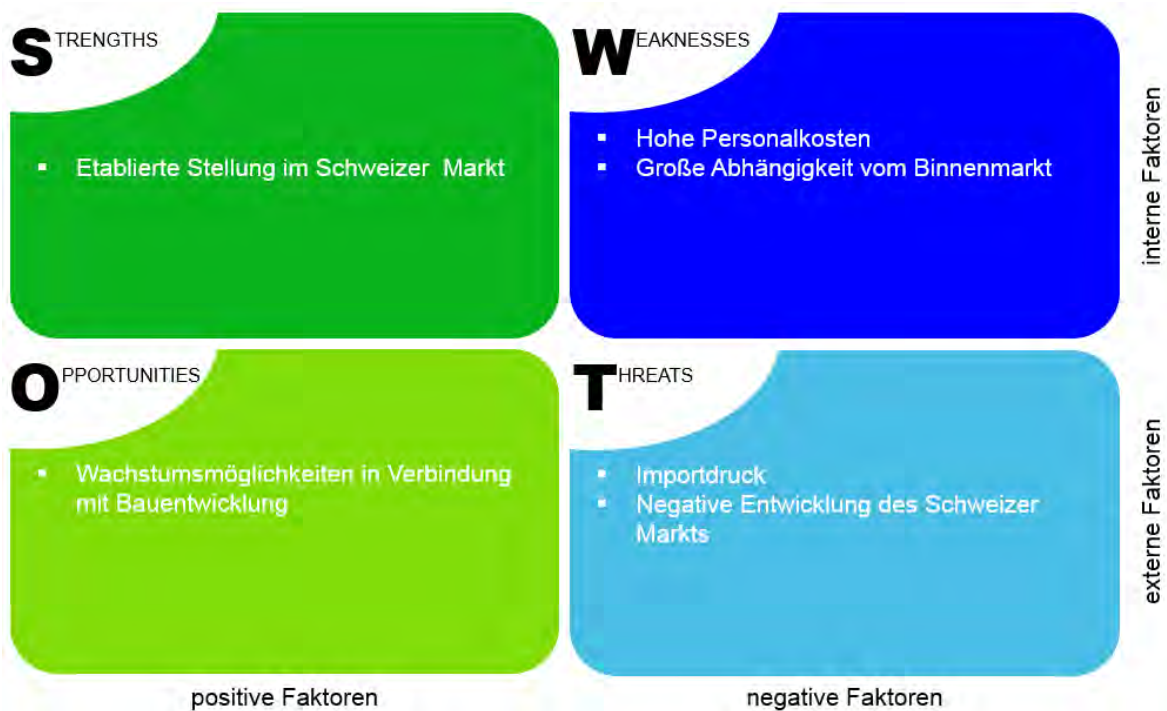 STRENGTHS
▪ Etablierte Stellung im Schweizer Markt
WEAKNESSES
▪ Hohe Personalkosten
▪ Große Abhängigkeit vom Binnenmarkt
interne Faktoren
OPPORTUNITIES
▪ Wachstumsmöglichkeiten in Verbindung
mit Bauentwicklung
THREATS
▪ Importdruck
▪ Negative Entwicklung des Schweizer
Markts
externe Faktoren
positive Faktoren
negative Faktoren